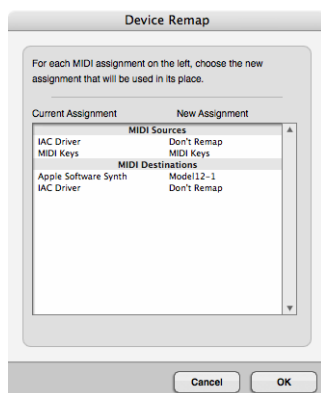 Device Remap
For each MIDI assignment on the left, choose the new
assignment that will be used in its place.
Current Assignment New Assignment
MIDI Sources
IAC Driver Don't Remap
MIDI Keys MIDI Keys
MIDI Destinations
Apple Software Synth Model12-1
IAC Driver Don't Remap
Cancel OK